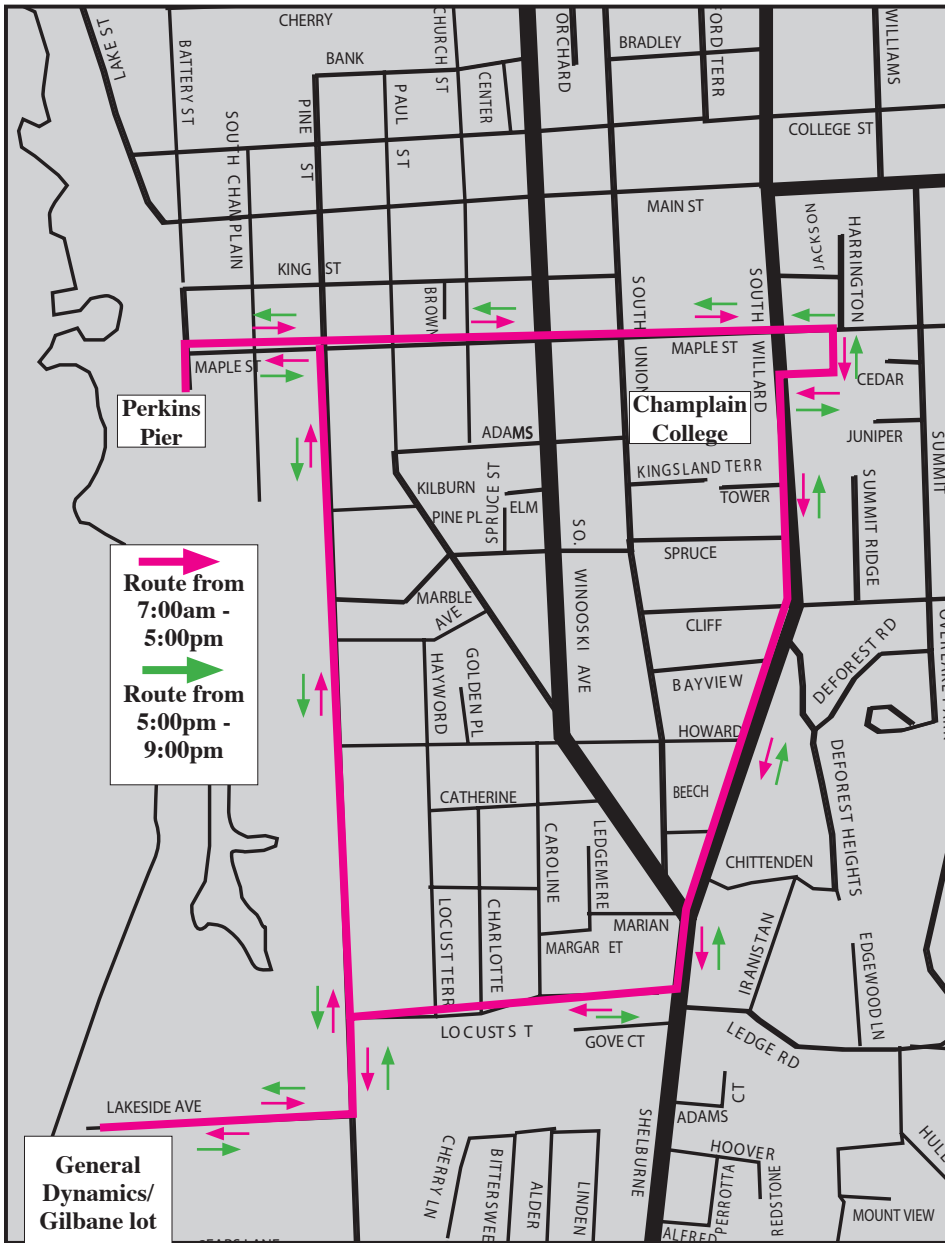 CHERRY
LAKE ST
BATTERY ST
BANK
CHURCH ST
CENTER
ORCHARD
BRADLEY
FORD TERR
WILLIAMS
SOUTH CHAMPLAIN
PINE ST
PAUL ST
COLLEGE ST
MAIN ST
JACKSON
HARRINGTON
KING ST
BROWN
SOUTH UNION
SOUTH WILLARD
MAPLE ST
MAPLE ST
CEDAR
Perkins
Pier
Champlain
College
ADAMS
JUNIPER
SUMMIT
KINGSLAND TERR
TOWER
KILBURN
SPRUCE ST
ELM
PINE PL
SUMMIT RIDGE
SO. WINOOSKI AVE
SPRUCE
Route from
7:00am -
5:00pm
Route from
5:00pm -
9:00pm
MARBLE
AVE
CLIFF
DEFOREST RD
HAYWORD
GOLDEN PL
BAYVIEW
HOWARD
DEFOREST HEIGHTS
BEECH
CATHERINE
CAROLINE
LEDGEMERE
CHITTENDEN
LOCUST TERR
CHARLOTTE
MARIAN
MARGAR ET
IRANISTAN
EDGEWOOD LN
LOCUST S T
GOVE CT
LEDGE RD
LAKESIDE AVE
ADAMS
CT
SHELBURNE
General
Dynamics/
Gilbane lot
CHERRY LN
BITTERSWEE
ALDER
LINDEN
HOOVER
PERROTTA
REDSTONE
MOUNT VIEW
ALFRED